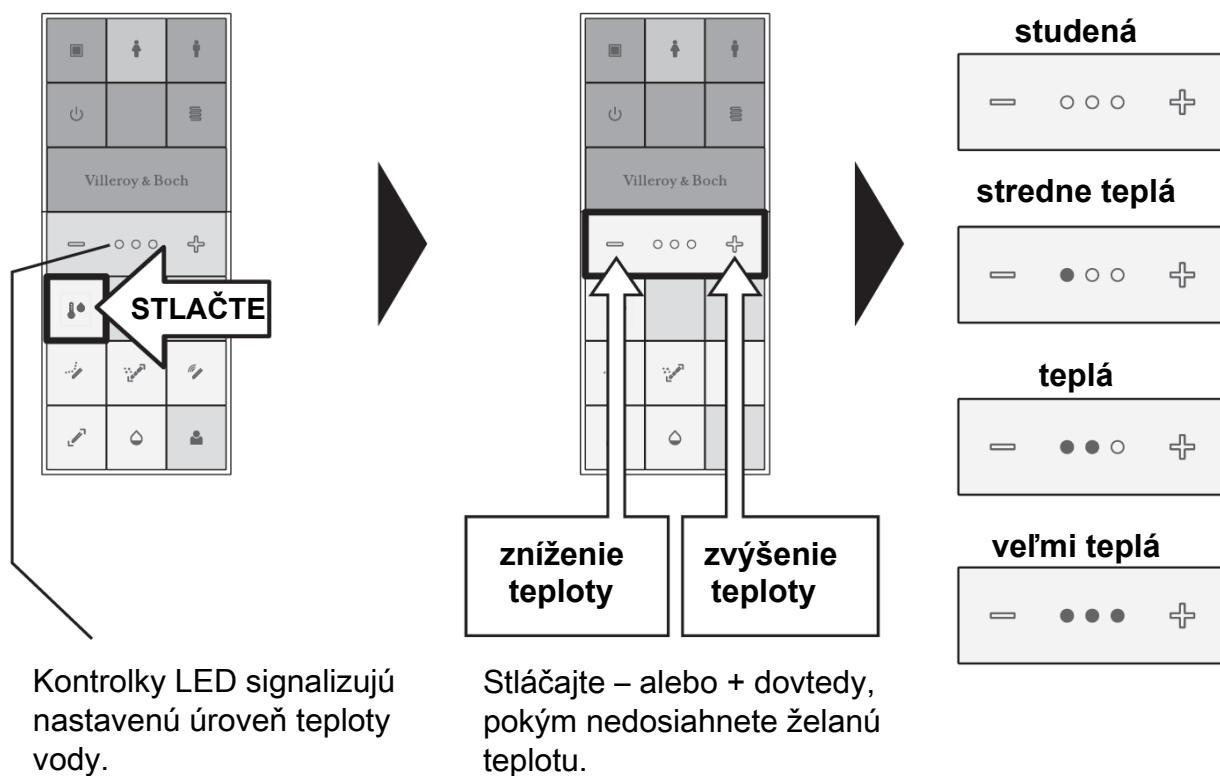 Villeroy & Boch
STLAČTE
Kontrolky LED signalizujú
nastavenú úroveň teploty
vody.
Villeroy & Boch
zníženie
teploty
zvýšenie
teploty
Stláčajte – alebo + dovtedy,
pokým nedosiahnete želanú
teplotu.
studená
stredne teplá
teplá
veľmi teplá